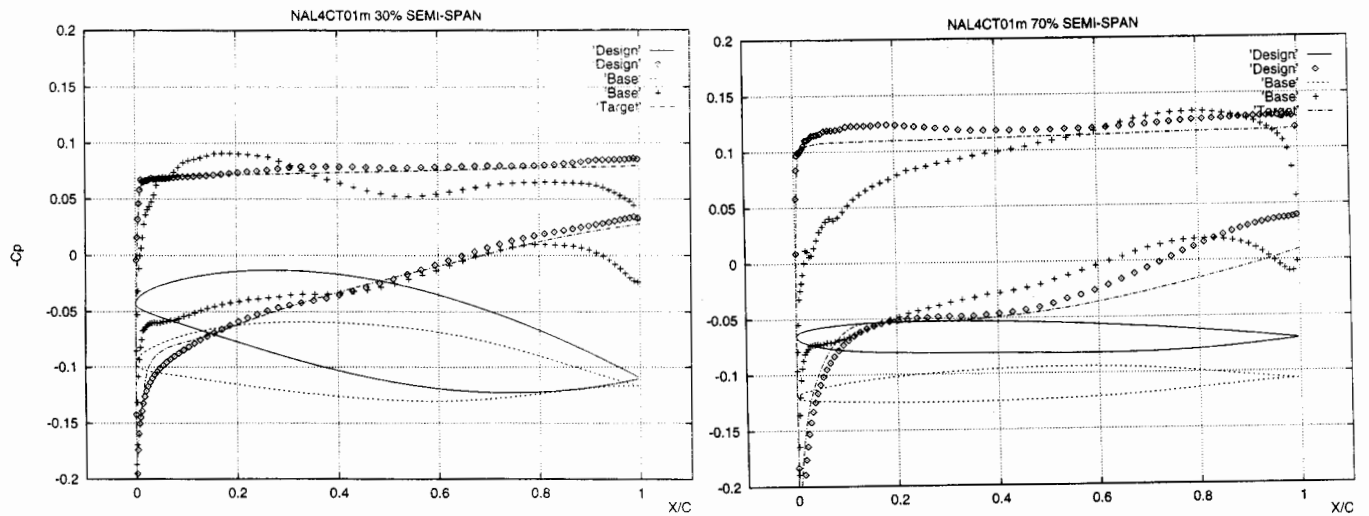 NAL4CT01m 30% SEMI-SPAN
'Design'
'Design'
'Base'
'Base'
'Target'
-Cp
0.2
0.15
0.1
0.05
0
-0.05
-0.1
-0.15
-0.2
0 0.2 0.4 0.6 0.8 1
X/C
NAL4CT01m 70% SEMI-SPAN
'Design'
'Design'
'Base'
'Base'
'Target'
0.2
0.15
0.1
0.05
0
-0.05
-0.1
-0.15
-0.2
0 0.2 0.4 0.6 0.8 1
X/C